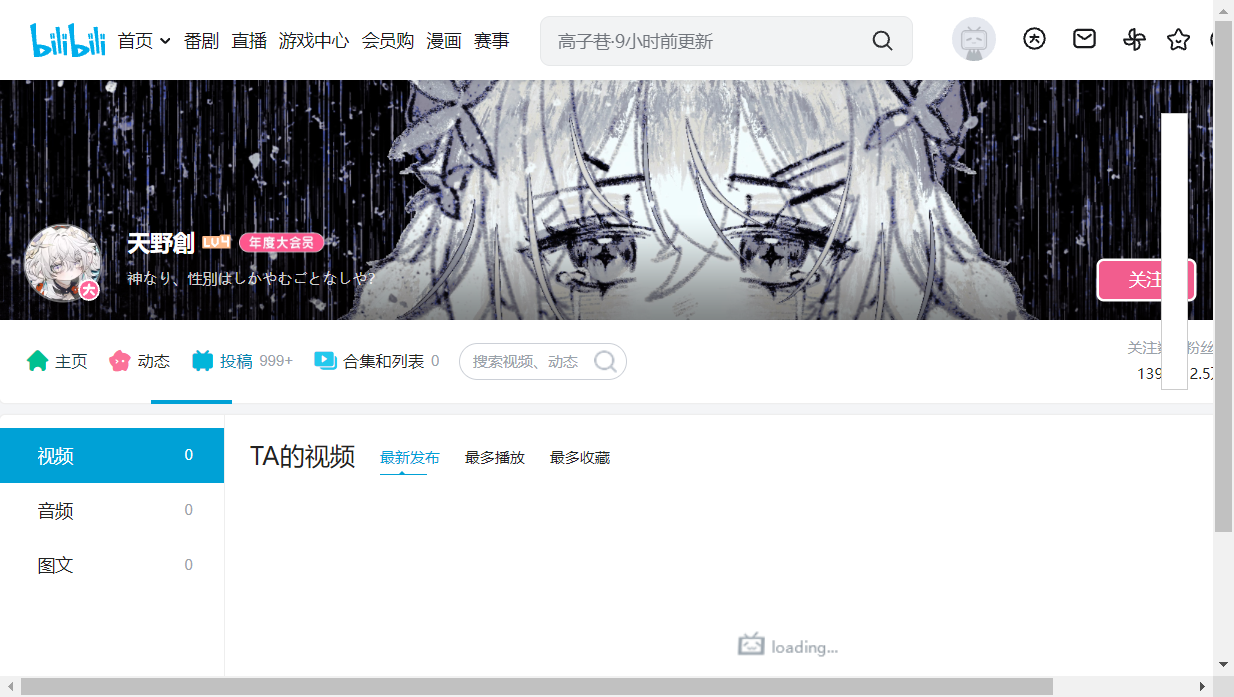 bilibili 首页 番剧 直播 游戏中心 会员购 漫画 赛事 高子巷·9小时前更新
天野創 LV4 年度大会员
神なり、性別はしかやむごとなしや?
大
关注
主页 动态 投稿 999+ 合集和列表 0 搜索视频、动态
关注数 粉丝
139 2.5万
视频 0
音频 0
图文 0
TA的视频 最新发布 最多播放 最多收藏
loading...